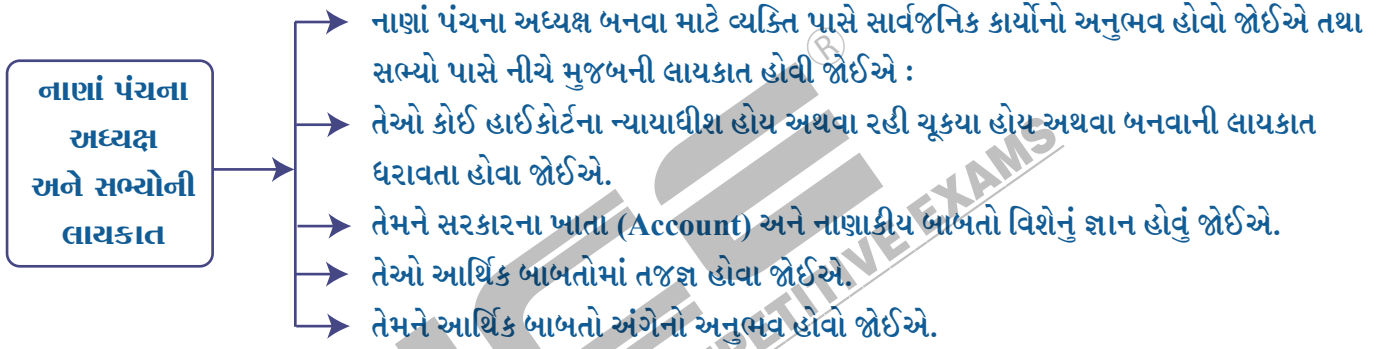 નાણાં પંચના
અધ્યક્ષ
અને સભ્યોની
લાયકાત
નાણાં પંચના અધ્યક્ષ બનવા માટે વ્યક્તિ પાસે સાર્વજનિક કાર્યોનો અનુભવ હોવો જોઈએ તથા
સભ્યો પાસે નીચે મુજબની લાયકાત હોવી જોઈએ :
તેઓ કોઈ હાઈકોર્ટના ન્યાયાધીશ હોય અથવા રહી ચૂકયા હોય અથવા બનવાની લાયકાત
ધરાવતા હોવા જોઈએ.
તેમને સરકારના ખાતા (Account) અને નાણાકીય બાબતો વિશેનું જ્ઞાન હોવું જોઈએ.
તેઓ આર્થિક બાબતોમાં તજજ્ઞ હોવા જોઈએ.
તેમને આર્થિક બાબતો અંગેનો અનુભવ હોવો જોઈએ.
®
EXAMS